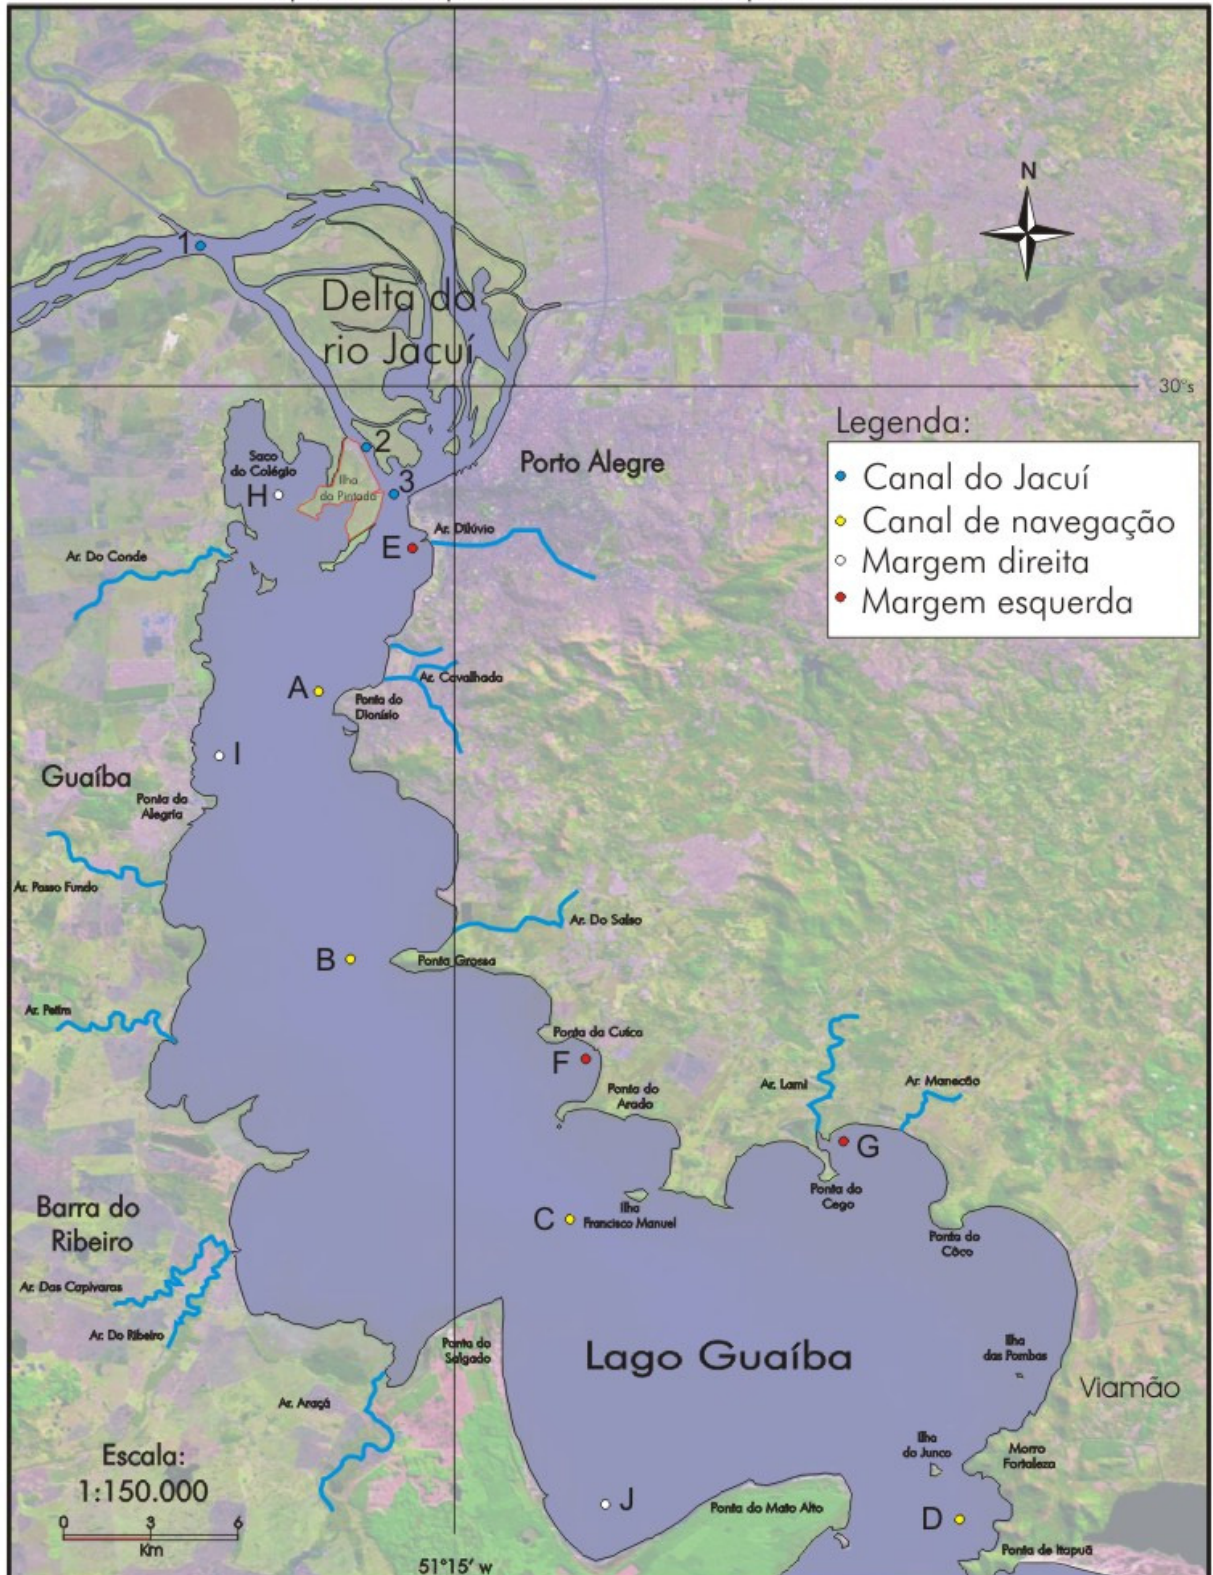 N
1
Delta do
rio Jacuí
30°s
Legenda:
Canal do Jacuí
Canal de navegação
Margem direita
Margem esquerda
2
Saco
do Colégio
Porto Alegre
H
Ilha
da Pintada
3
Ar. Dilúvio
E
Ar. Do Conde
A
Ar. Cavalhada
Ponta do
Dionísio
I
Guaíba
Ponta da
Alegria
Ar. Passo Fundo
Ar. Do Salso
B
Ponta Grossa
Ar. Petim
Ponta da Cuíca
F
Ponta do
Arado
Ar. Lami
Ar. Manecão
G
Ponta do
Cego
Barra do
Ribeiro
C
Ilha
Francisco Manuel
Ponta do
Côco
Ar. Das Capivaras
Ar. Do Ribeiro
Ponta do
Salgado
Lago Guaíba
Ilha
das Pombas
Viamão
Ar. Araçá
Escala:
1:150.000
0 3 6
Km
Ilha
do Junco
Morro
Fortaleza
J
Ponta do Mato Alto
D
Ponta de Itapuã
51°15' w